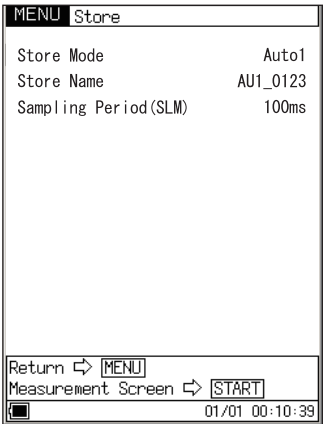 MENU Store
Store Mode Auto1
Store Name AU1_0123
Sampling Period(SLM) 100ms
Return ⇨ MENU
Measurement Screen ⇨ START
01/01 00:10:39